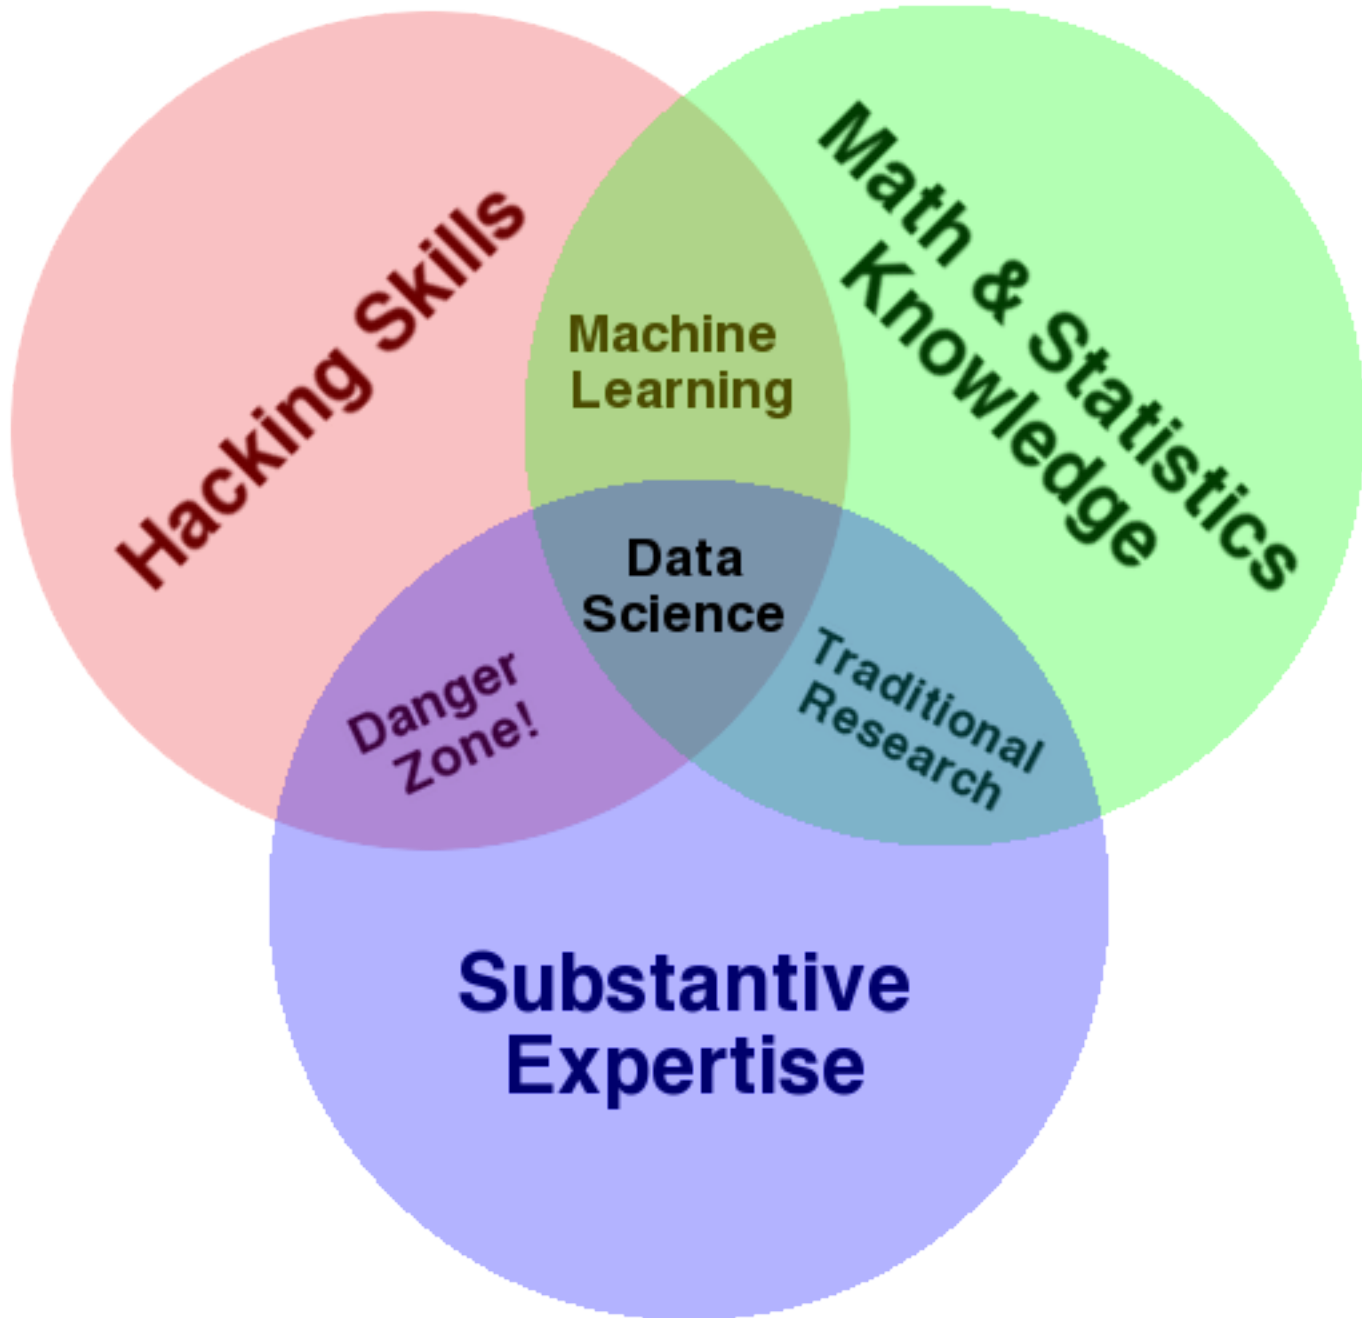 Hacking Skills
Math & Statistics
Knowledge
Machine
Learning
Data
Science
Danger
Zone!
Traditional
Research
Substantive
Expertise